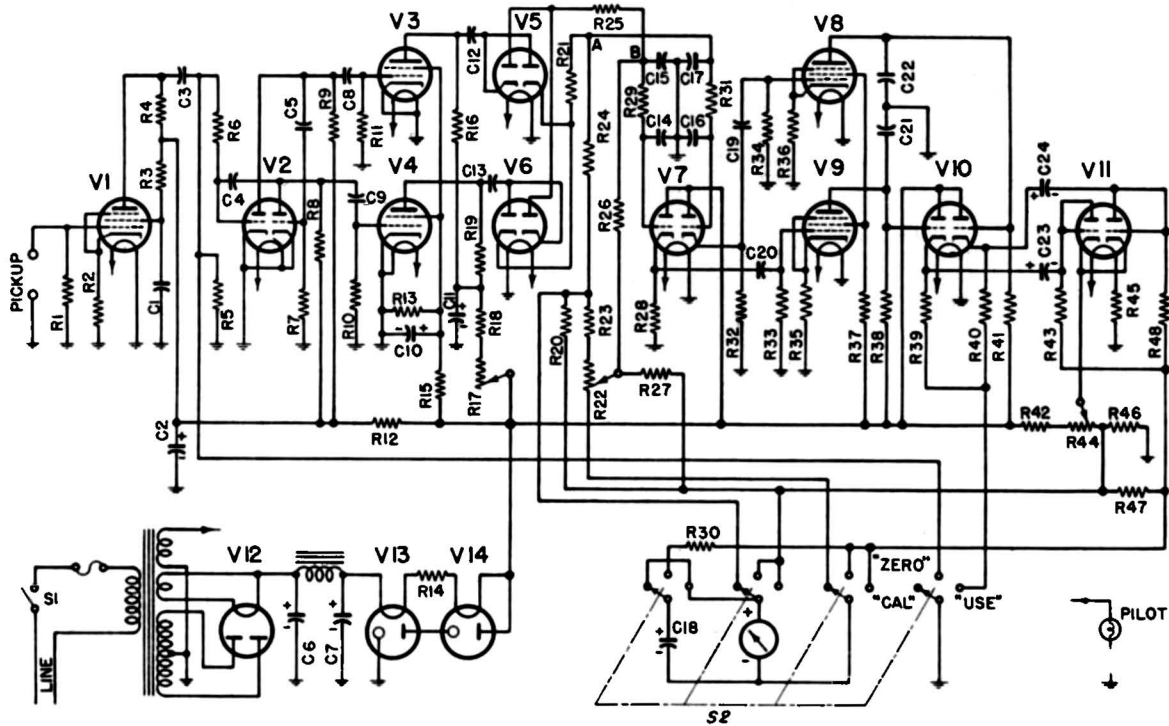 V1
V2
V3
V4
V5
V6
V7
V8
V9
V10
V11
V12
V13
V14
PICKUP
R1
R2
R3
R4
R5
R6
R7
R8
R9
R10
R11
R12
R13
R14
R15
R16
R17
R18
R19
R20
R21
R22
R23
R24
R25
R26
R27
R28
R29
R30
R31
R32
R33
R34
R35
R36
R37
R38
R39
R40
R41
R42
R43
R44
R45
R46
R47
R48
C1
C2
C3
C4
C5
C6
C7
C8
C9
C10
C11
C12
C13
C14
C15
C16
C17
C18
C19
C20
C21
C22
C23
C24
A
B
S1
LINE
"ZERO"
"CAL"
"USE"
PILOT
S2